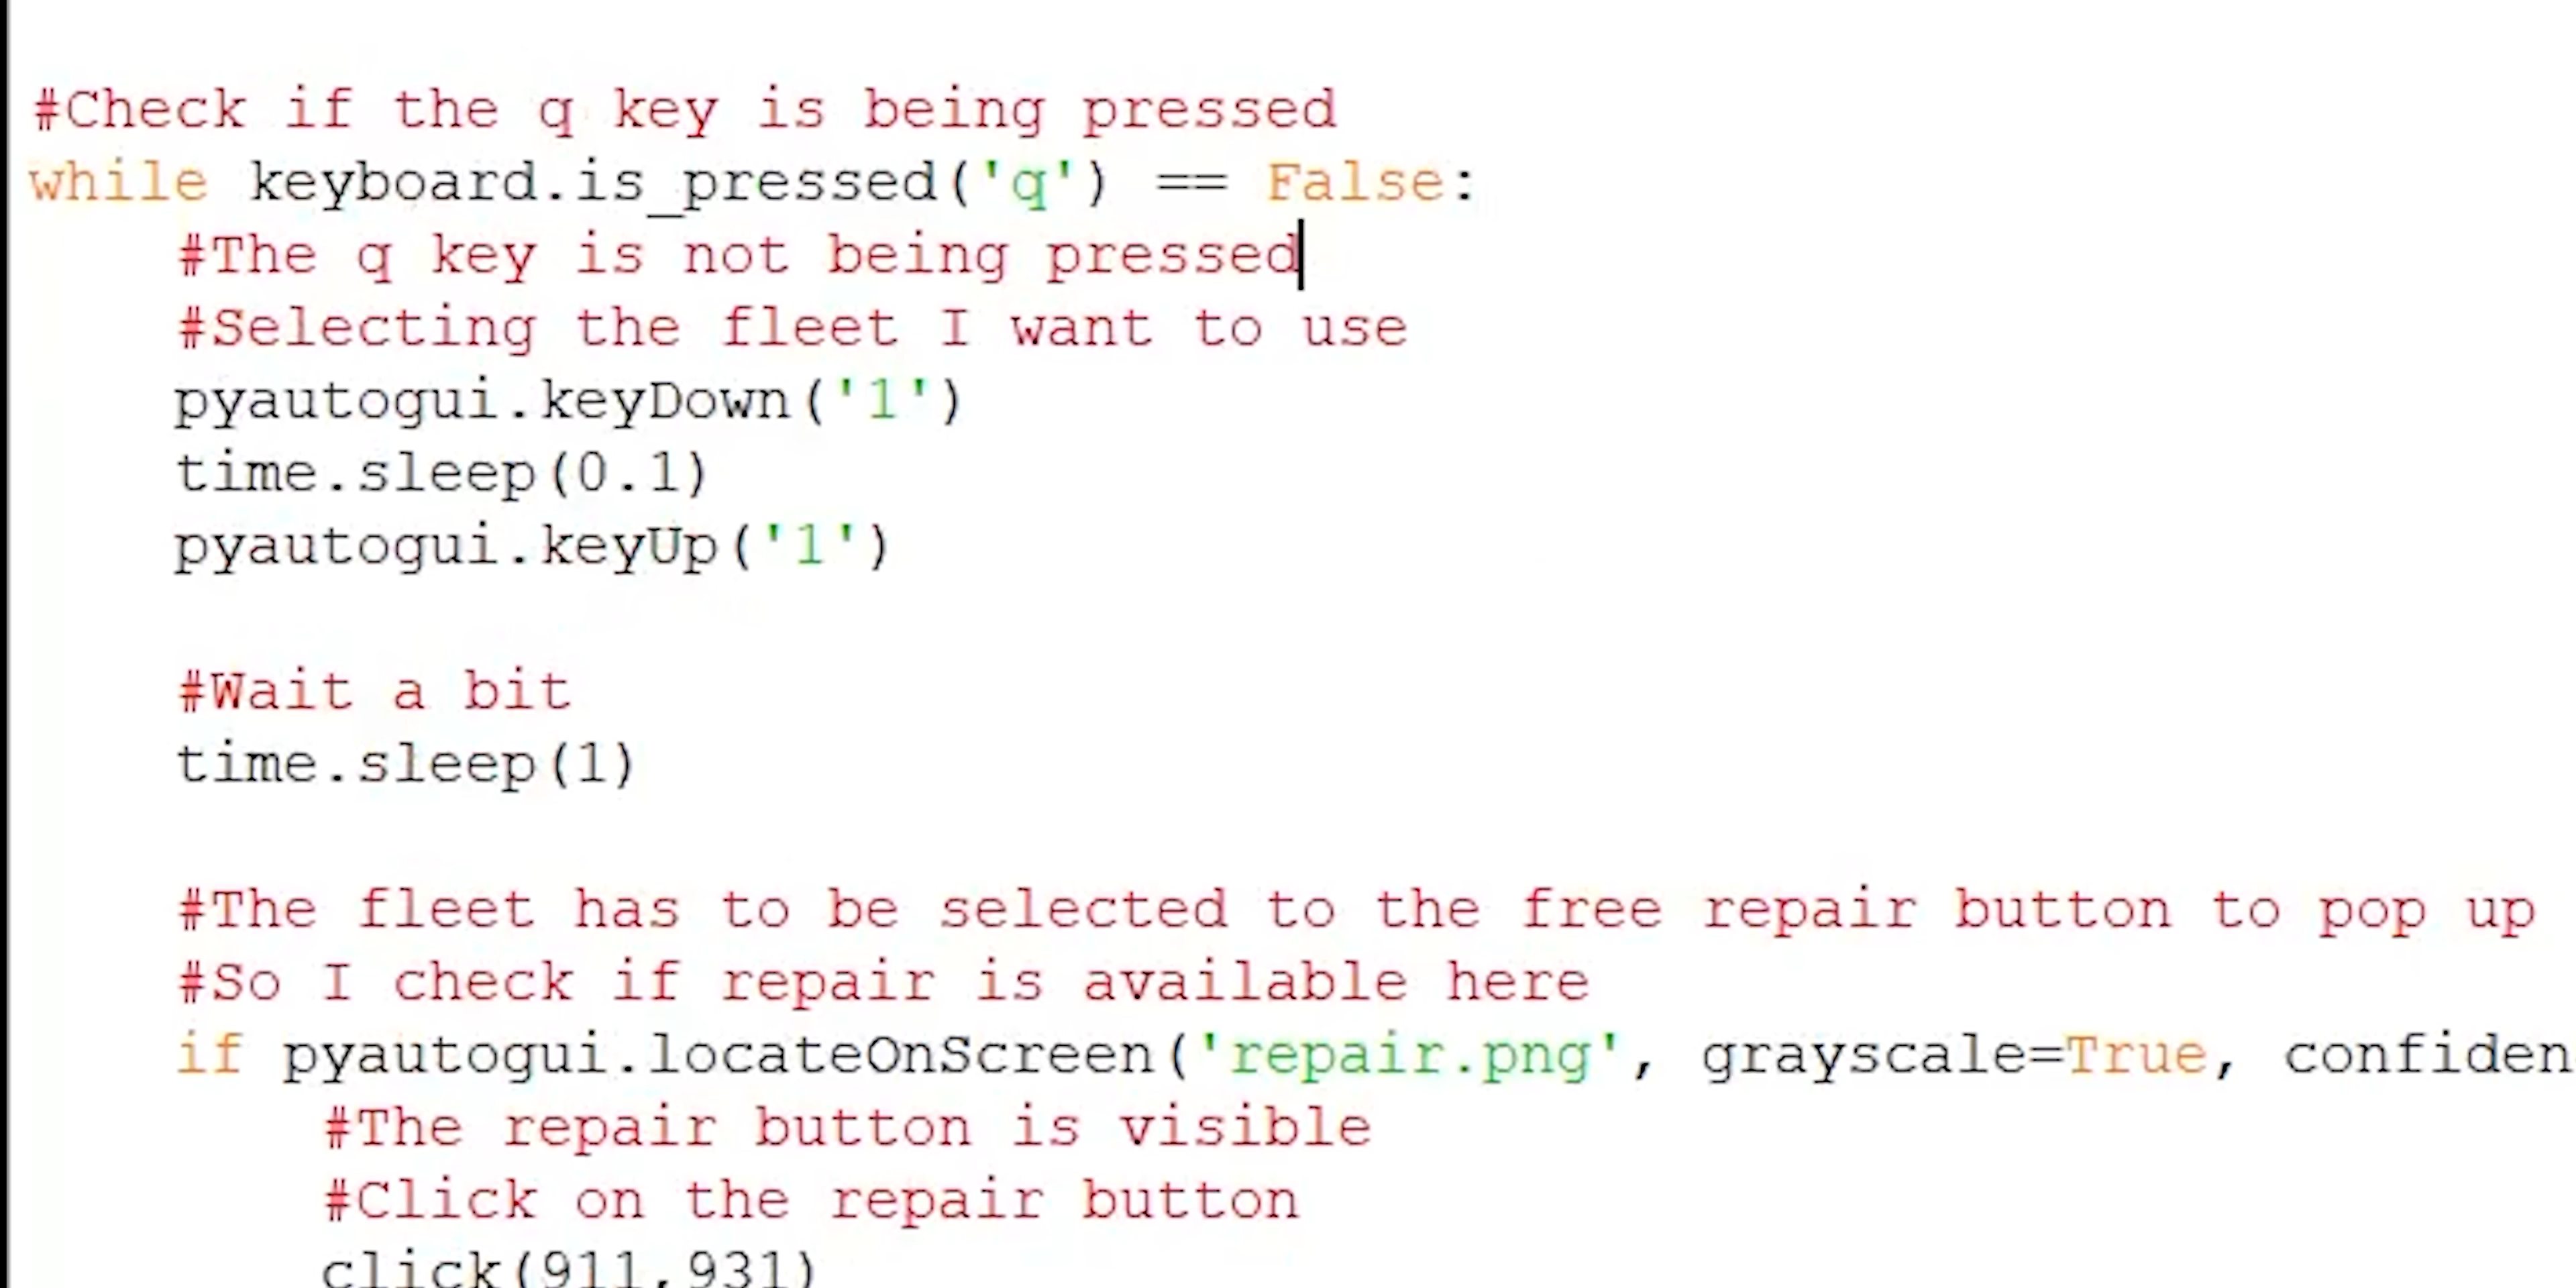 #Check if the q key is being pressed
while keyboard.is_pressed('q') == False:
#The q key is not being pressed
#Selecting the fleet I want to use
pyautogui.keyDown('1')
time.sleep(0.1)
pyautogui.keyUp('1')
#Wait a bit
time.sleep(1)
#The fleet has to be selected to the free repair button to pop up
#So I check if repair is available here
if pyautogui.locateOnScreen('repair.png', grayscale=True, confiden
#The repair button is visible
#Click on the repair button
click(911,931)